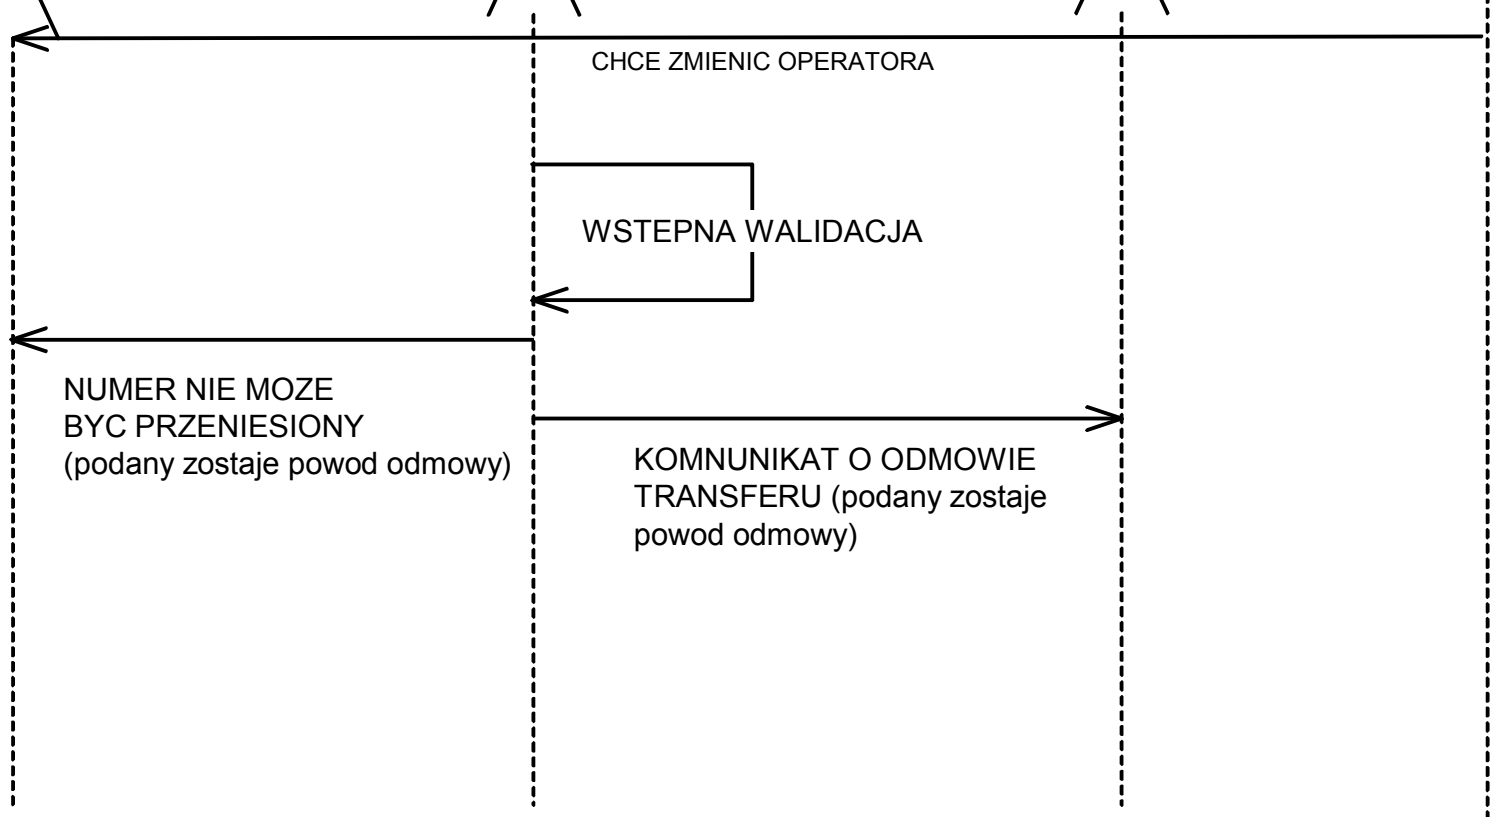 CHCE ZMIENIC OPERATORA
WSTEPNA WALIDACJA
NUMER NIE MOZE
BYC PRZENIESIONY
(podany zostaje powod odmowy)
KOMNUNIKAT O ODMOWIE
TRANSFERU (podany zostaje
powod odmowy)